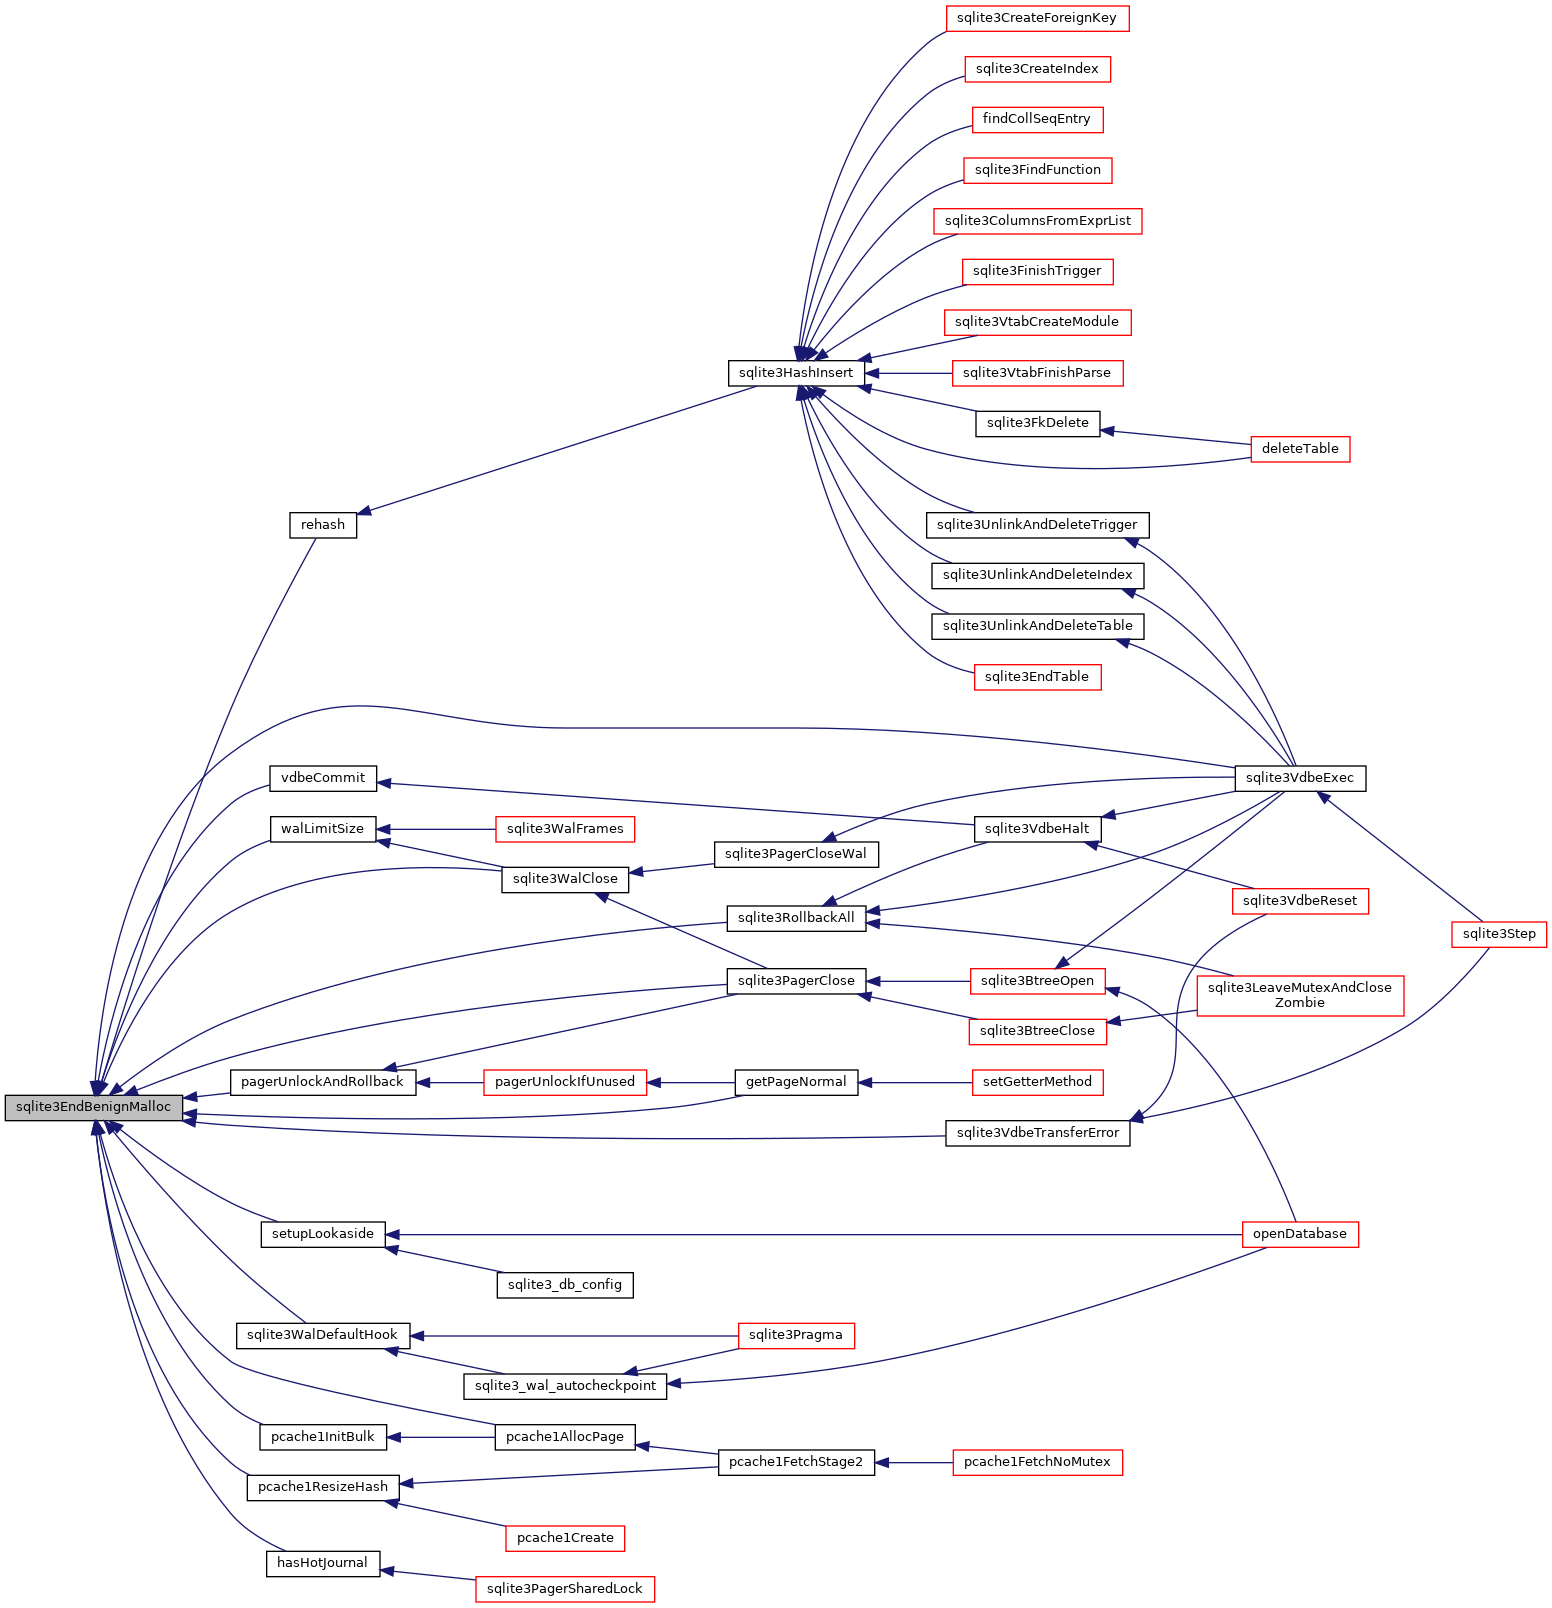 sqlite3CreateForeignKey
sqlite3CreateIndex
findCollSeqEntry
sqlite3FindFunction
sqlite3ColumnsFromExprList
sqlite3FinishTrigger
sqlite3VtabCreateModule
sqlite3HashInsert
sqlite3VtabFinishParse
sqlite3FkDelete
deleteTable
rehash
sqlite3UnlinkAndDeleteTrigger
sqlite3UnlinkAndDeleteIndex
sqlite3UnlinkAndDeleteTable
sqlite3EndTable
vdbeCommit
sqlite3VdbeExec
walLimitSize
sqlite3WalFrames
sqlite3VdbeHalt
sqlite3PagerCloseWal
sqlite3WalClose
sqlite3VdbeReset
sqlite3RollbackAll
sqlite3Step
sqlite3PagerClose
sqlite3BtreeOpen
sqlite3LeaveMutexAndClose
Zombie
sqlite3BtreeClose
pagerUnlockAndRollback
pagerUnlockIfUnused
getPageNormal
setGetterMethod
sqlite3EndBenignMalloc
sqlite3VdbeTransferError
setupLookaside
openDatabase
sqlite3_db_config
sqlite3WalDefaultHook
sqlite3Pragma
sqlite3_wal_autocheckpoint
pcache1InitBulk
pcache1AllocPage
pcache1FetchStage2
pcache1FetchNoMutex
pcache1ResizeHash
pcache1Create
hasHotJournal
sqlite3PagerSharedLock